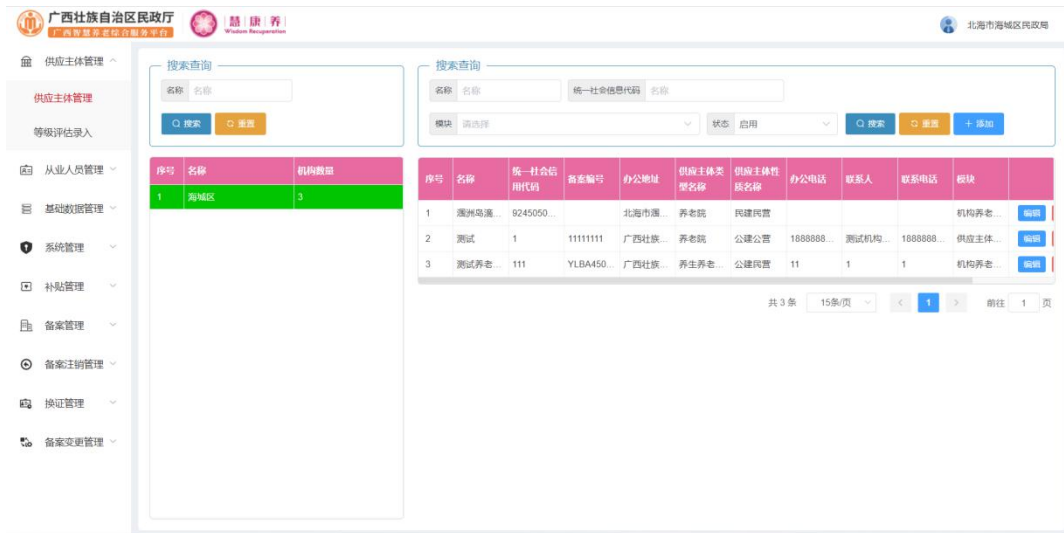 广西壮族自治区民政厅
广西智慧养老综合服务平台
慧 康 养
Wisdom Recuperation
北海市海城区民政局
供应主体管理
供应主体管理
等级评估录入
从业人员管理
基础数据管理
系统管理
补贴管理
备案管理
备案注销管理
换证管理
备案变更管理
搜索查询
名称 名称
搜索 重置
序号 名称 机构数量
1 海城区 3
搜索查询
名称 名称 统一社会信息代码 名称
模块 请选择 状态 启用 搜索 重置 + 添加
序号 名称 统一社会信用代码 备案编号 办公地址 供应主体类型名称 供应主体性质名称 办公电话 联系人 联系电话 模块
1 涠洲岛涠... 9245050... 北海市涠... 养老院 民建民营 机构养老... 编辑
2 测试 1 11111111 广西壮族... 养老院 公建公营 1888888... 测试机构... 1888888... 供应主体... 编辑
3 测试养老... 111 YLBA450... 广西壮族... 养生养老... 公建民营 11 1 1 机构养老... 编辑
共 3 条 15条/页 < 1 > 前往 1 页